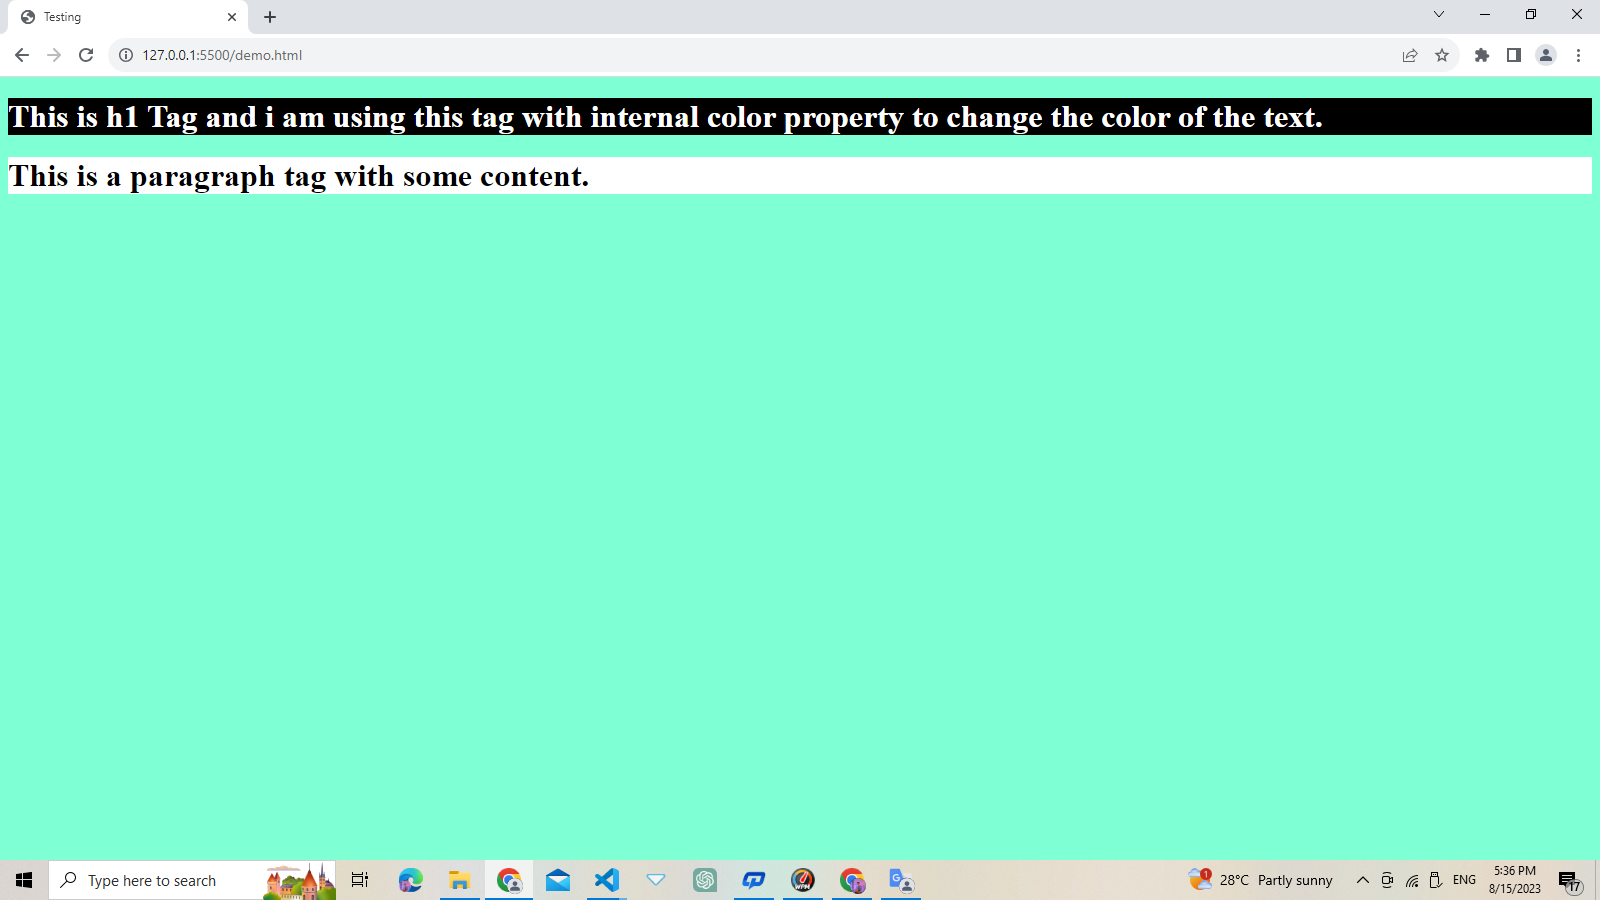 Testing
127.0.0.1:5500/demo.html
This is h1 Tag and i am using this tag with internal color property to change the color of the text.
This is a paragraph tag with some content.
Type here to search
WPM
1
28°C Partly sunny
ENG
5:36 PM
8/15/2023
17